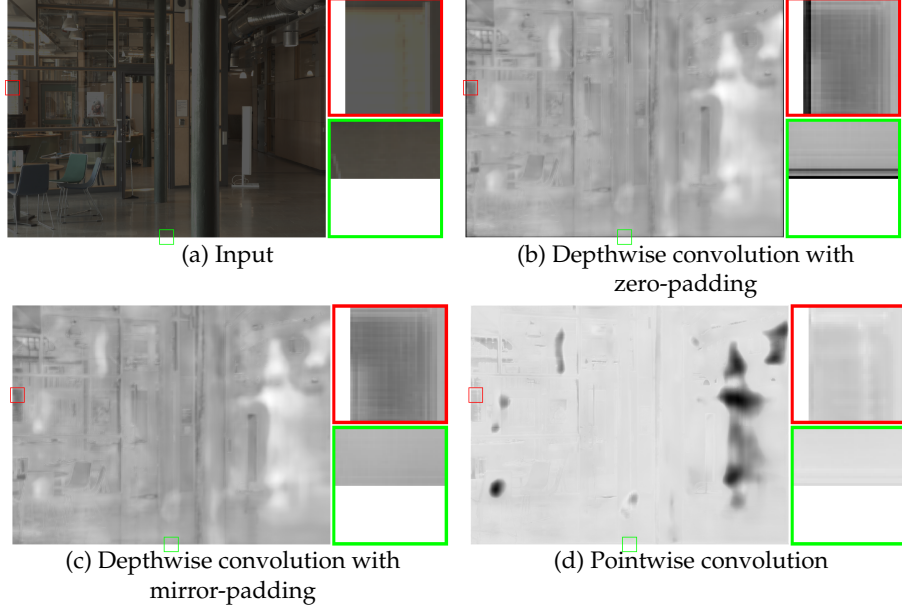 (a) Input
(b) Depthwise convolution with
zero-padding
(c) Depthwise convolution with
mirror-padding
(d) Pointwise convolution